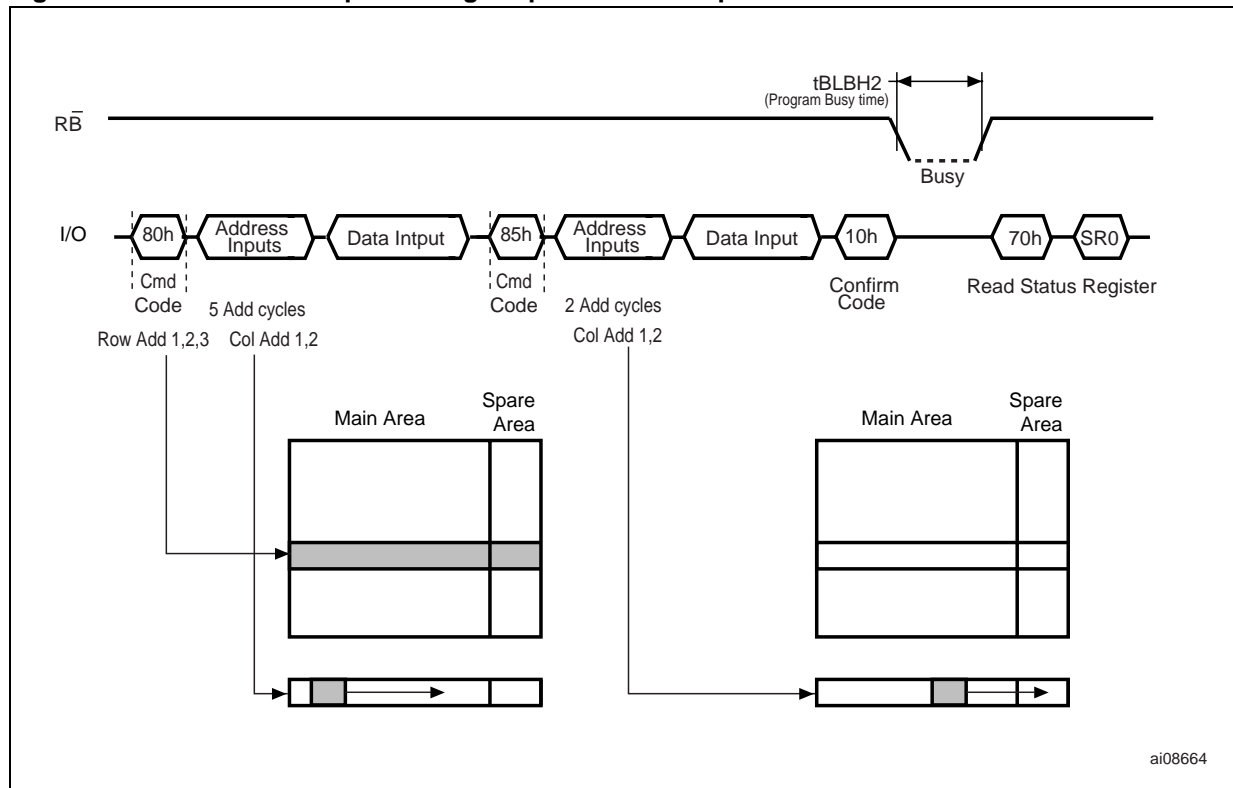 tBLBH2
(Program Busy time)
RB̅
Busy
I/O
80h
Address
Inputs
Data Intput
85h
Address
Inputs
Data Input
10h
70h
SR0
Cmd
Code
Cmd
Code
Confirm
Code
Read Status Register
5 Add cycles
2 Add cycles
Row Add 1,2,3
Col Add 1,2
Col Add 1,2
Main Area
Spare
Area
Main Area
Spare
Area
ai08664